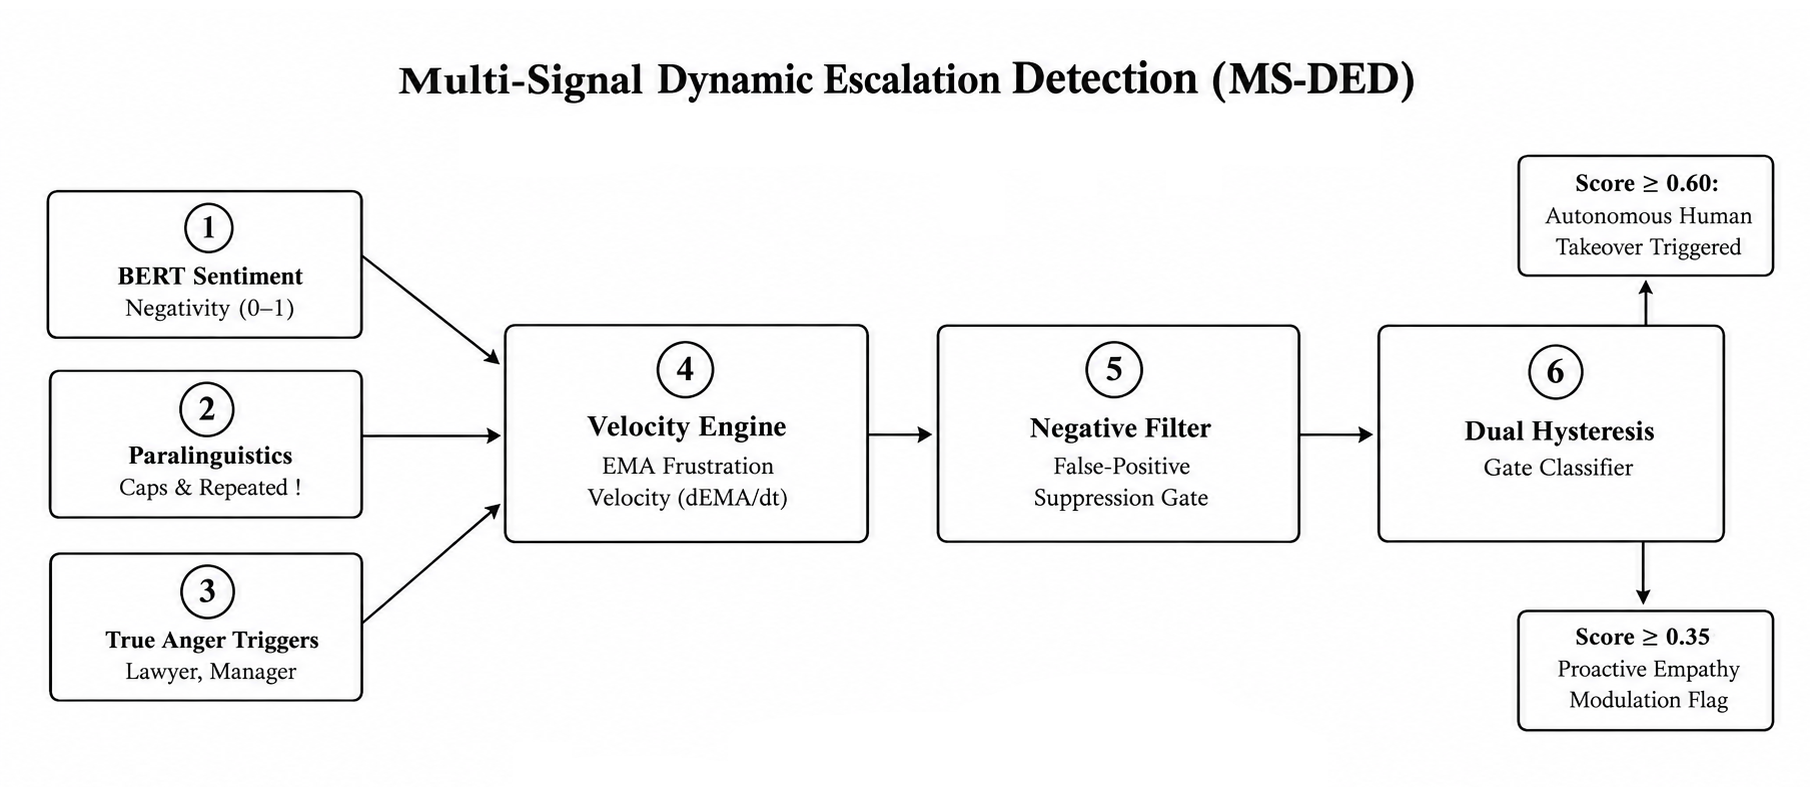 Multi-Signal Dynamic Escalation Detection (MS-DED)
1
BERT Sentiment
Negativity (0–1)
2
Paralinguistics
Caps & Repeated !
3
True Anger Triggers
Lawyer, Manager
4
Velocity Engine
EMA Frustration
Velocity (dEMA/dt)
5
Negative Filter
False-Positive
Suppression Gate
6
Dual Hysteresis
Gate Classifier
Score ≥ 0.60:
Autonomous Human
Takeover Triggered
Score ≥ 0.35
Proactive Empathy
Modulation Flag